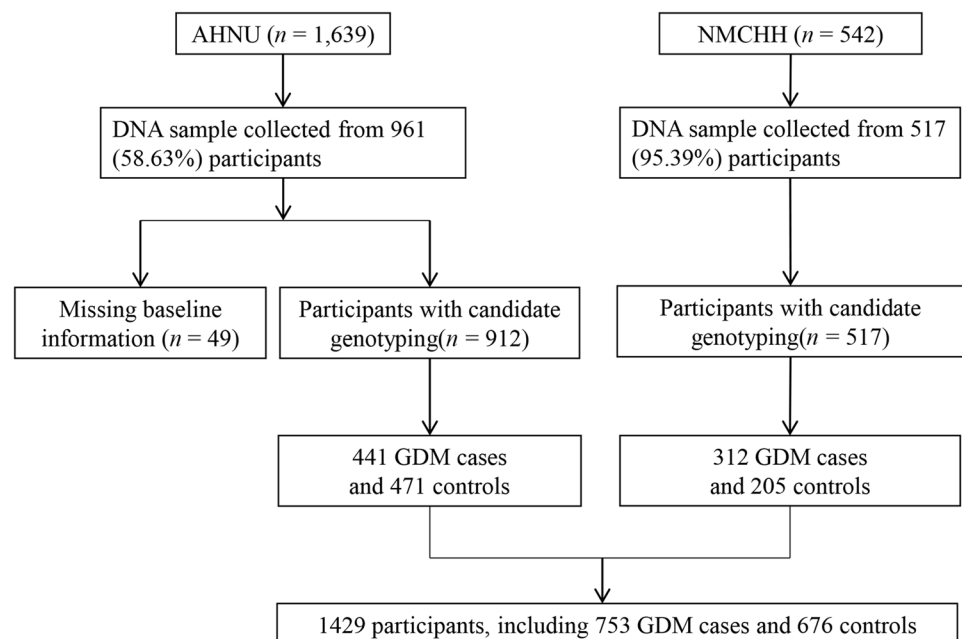 AHNU (n = 1,639)
NMCHH (n = 542)
DNA sample collected from 961
(58.63%) participants
DNA sample collected from 517
(95.39%) participants
Missing baseline
information (n = 49)
Participants with candidate
genotyping(n = 912)
Participants with candidate
genotyping(n = 517)
441 GDM cases
and 471 controls
312 GDM cases
and 205 controls
1429 participants, including 753 GDM cases and 676 controls